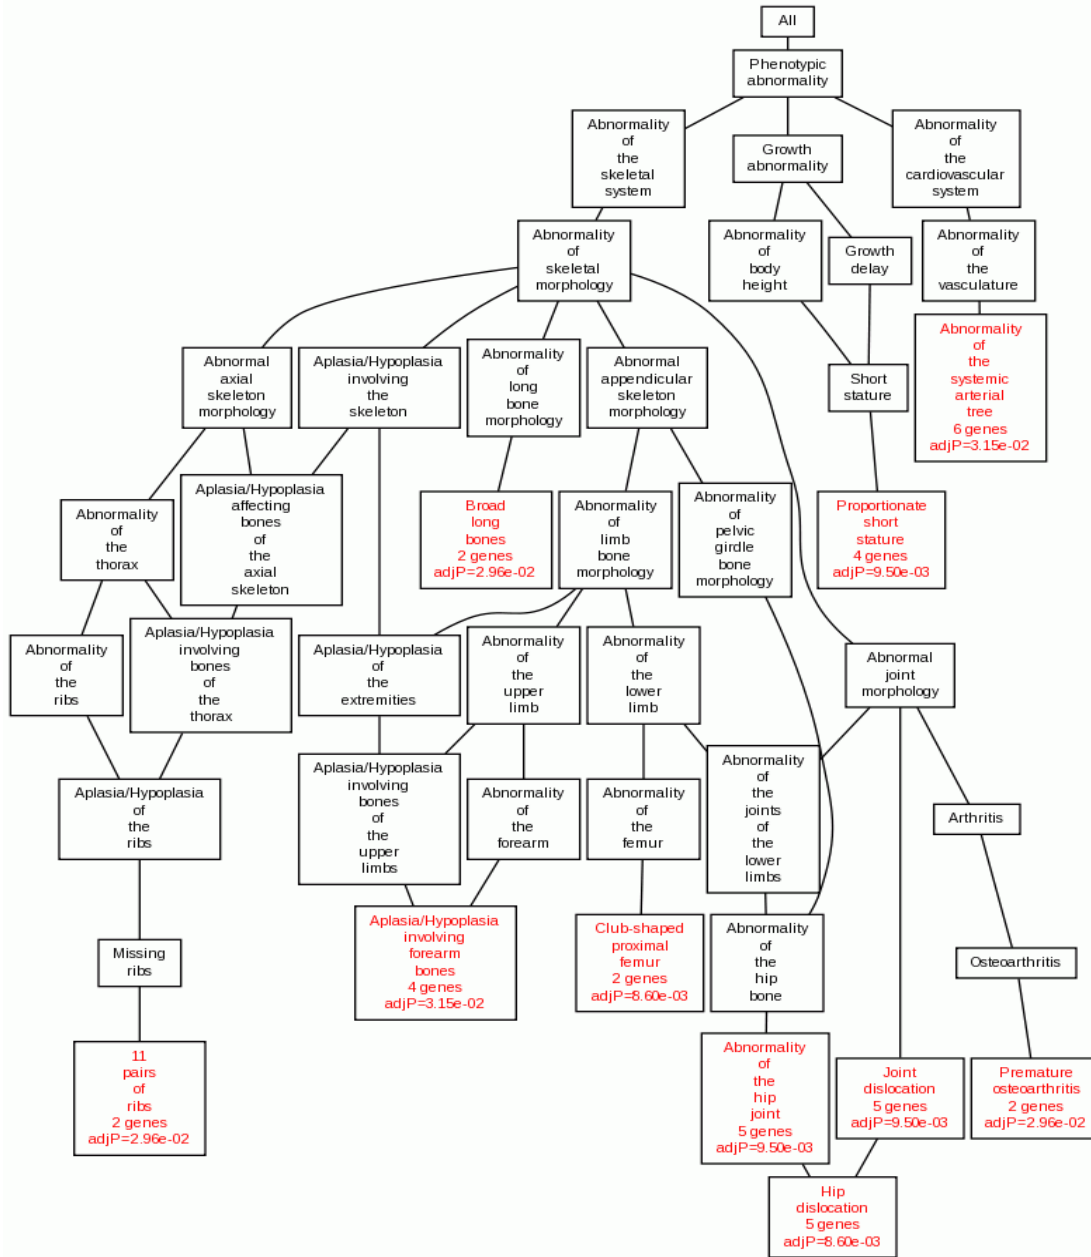 All
Phenotypic
abnormality
Abnormality
of
the
skeletal
system
Growth
abnormality
Abnormality
of
the
cardiovascular
system
Abnormality
of
skeletal
morphology
Abnormality
of
body
height
Growth
delay
Abnormality
of
the
vasculature
Abnormality
of
the
systemic
arterial
tree
6 genes
adjP=3.15e-02
Abnormal
axial
skeleton
morphology
Aplasia/Hypoplasia
involving
the
skeleton
Abnormality
of
long
bone
morphology
Abnormal
appendicular
skeleton
morphology
Short
stature
Abnormality
of
the
thorax
Aplasia/Hypoplasia
affecting
bones
of
the
axial
skeleton
Broad
long
bones
2 genes
adjP=2.96e-02
Abnormality
of
limb
bone
morphology
Abnormality
of
pelvic
girdle
bone
morphology
Proportionate
short
stature
4 genes
adjP=9.50e-03
Abnormality
of
the
ribs
Aplasia/Hypoplasia
involving
bones
of
the
thorax
Aplasia/Hypoplasia
of
the
extremities
Abnormality
of
the
upper
limb
Abnormality
of
the
lower
limb
Abnormal
joint
morphology
Aplasia/Hypoplasia
of
the
ribs
Aplasia/Hypoplasia
involving
bones
of
the
upper
limbs
Abnormality
of
the
forearm
Abnormality
of
the
femur
Abnormality
of
the
joints
of
the
lower
limbs
Arthritis
Missing
ribs
Aplasia/Hypoplasia
involving
forearm
bones
4 genes
adjP=3.15e-02
Club-shaped
proximal
femur
2 genes
adjP=8.60e-03
Abnormality
of
the
hip
bone
Osteoarthritis
11
pairs
of
ribs
2 genes
adjP=2.96e-02
Abnormality
of
the
hip
joint
5 genes
adjP=9.50e-03
Joint
dislocation
5 genes
adjP=9.50e-03
Premature
osteoarthritis
2 genes
adjP=2.96e-02
Hip
dislocation
5 genes
adjP=8.60e-03